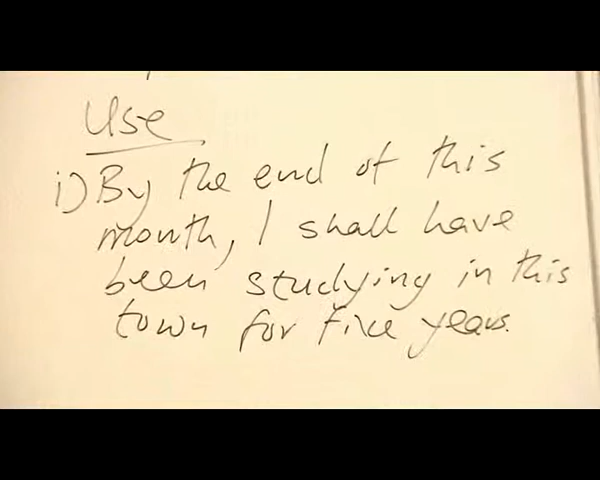 Use
i) By the end of this
month, I shall have
been studying in this
town for five years.